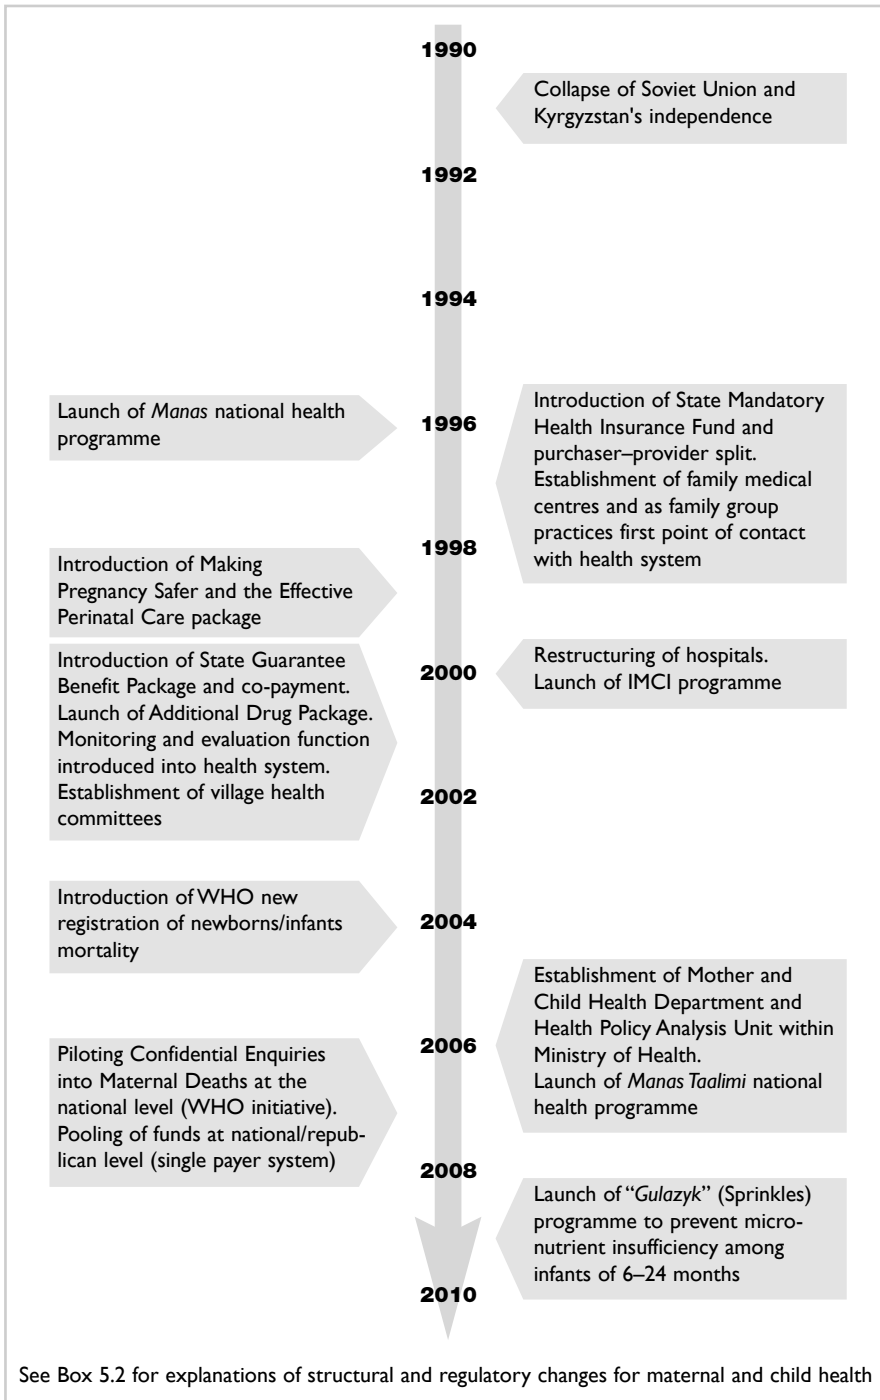 1990
Collapse of Soviet Union and
Kyrgyzstan's independence
1992
1994
Launch of Manas national health
programme
1996
Introduction of State Mandatory
Health Insurance Fund and
purchaser–provider split.
Establishment of family medical
centres and as family group
practices first point of contact
with health system
1998
Introduction of Making
Pregnancy Safer and the Effective
Perinatal Care package
Introduction of State Guarantee
Benefit Package and co-payment.
Launch of Additional Drug Package.
Monitoring and evaluation function
introduced into health system.
Establishment of village health
committees
2000
Restructuring of hospitals.
Launch of IMCI programme
2002
Introduction of WHO new
registration of newborns/infants
mortality
2004
Establishment of Mother and
Child Health Department and
Health Policy Analysis Unit within
Ministry of Health.
Launch of Manas Taalimi national
health programme
2006
Piloting Confidential Enquiries
into Maternal Deaths at the
national level (WHO initiative).
Pooling of funds at national/repub-
lican level (single payer system)
2008
Launch of “Gulazyk” (Sprinkles)
programme to prevent micro-
nutrient insufficiency among
infants of 6–24 months
2010
See Box 5.2 for explanations of structural and regulatory changes for maternal and child health